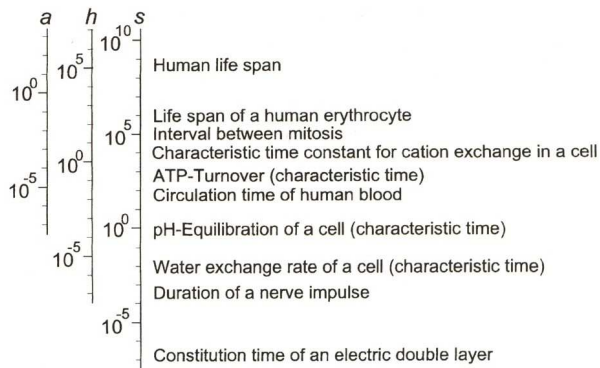 a h s
10^10
Human life span
10^5
10^0
Life span of a human erythrocyte
10^5
Interval between mitosis
Characteristic time constant for cation exchange in a cell
10^0
ATP-Turnover (characteristic time)
10^-5
Circulation time of human blood
10^0
pH-Equilibration of a cell (characteristic time)
10^-5
Water exchange rate of a cell (characteristic time)
Duration of a nerve impulse
10^-5
Constitution time of an electric double layer